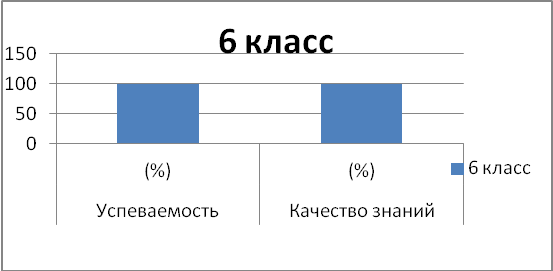 6 класс
150
100
50
0
(%) (%)
6 класс
Успеваемость Качество знаний